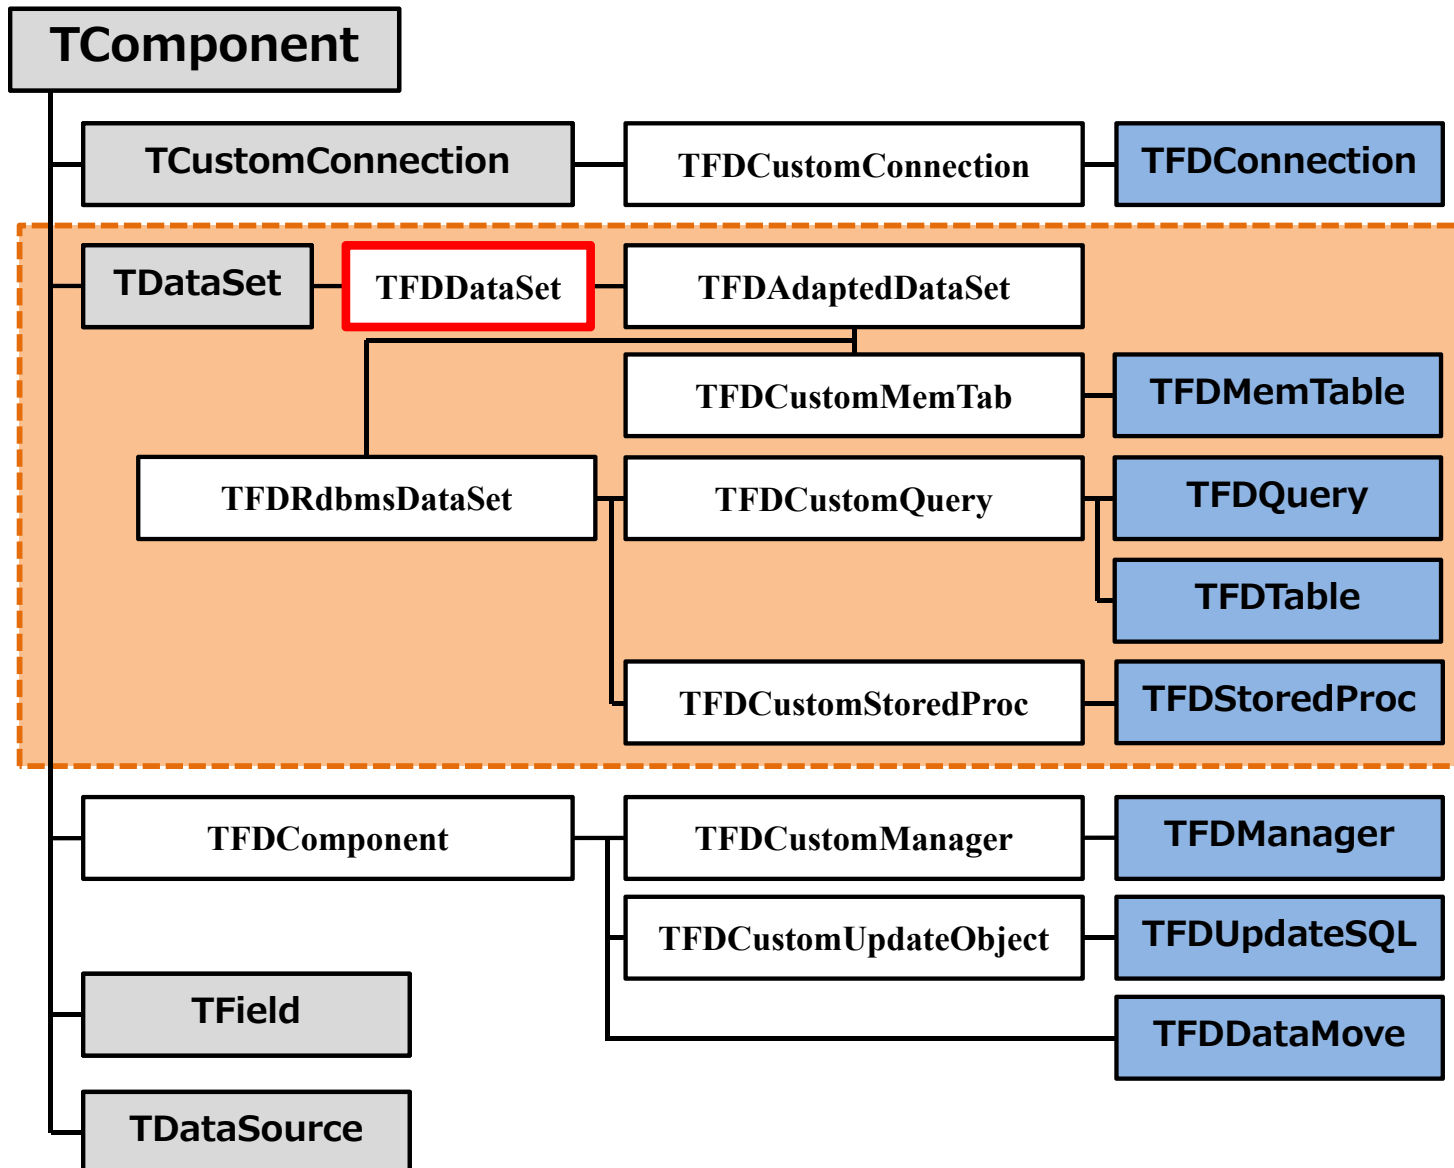 TComponent
TCustomConnection
TFDCustomConnection
TFDConnection
TDataSet
TFDDataSet
TFDAdaptedDataSet
TFDCustomMemTab
TFDMemTable
TFDRdbmsDataSet
TFDCustomQuery
TFDQuery
TFDTable
TFDCustomStoredProc
TFDStoredProc
TFDComponent
TFDCustomManager
TFDManager
TFDCustomUpdateObject
TFDUpdateSQL
TField
TFDDataMove
TDataSource